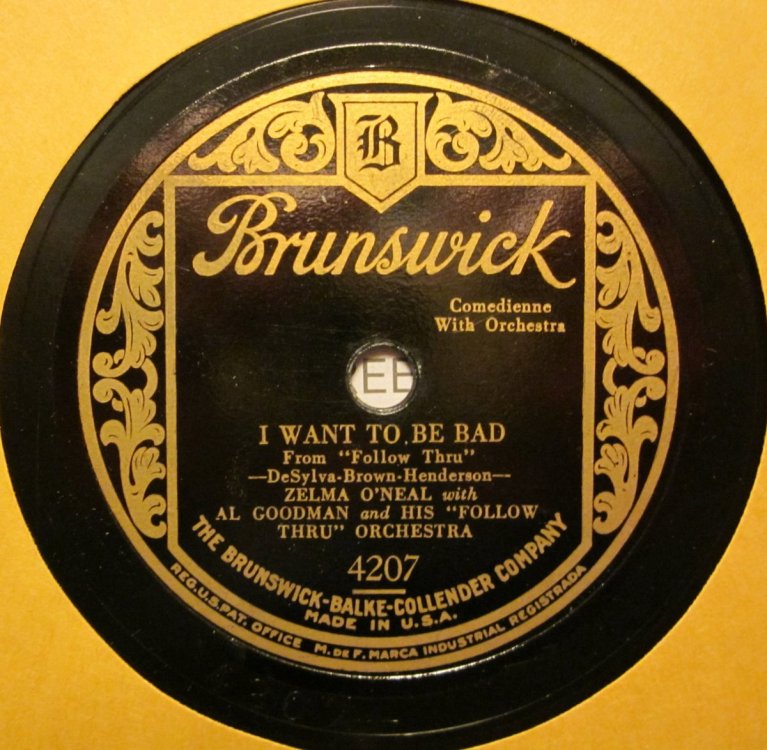 B
Brunswick
Comedienne
With Orchestra
EE
I WANT TO BE BAD
From "Follow Thru"
—DeSylva-Brown-Henderson—
ZELMA O'NEAL with
AL GOODMAN and HIS "FOLLOW
THRU" ORCHESTRA
4207
THE BRUNSWICK-BALKE-COLLENDER COMPANY
MADE IN U.S.A.
REG. U.S. PAT. OFFICE M. DE F. MARCA INDUSTRIAL REGISTRADA